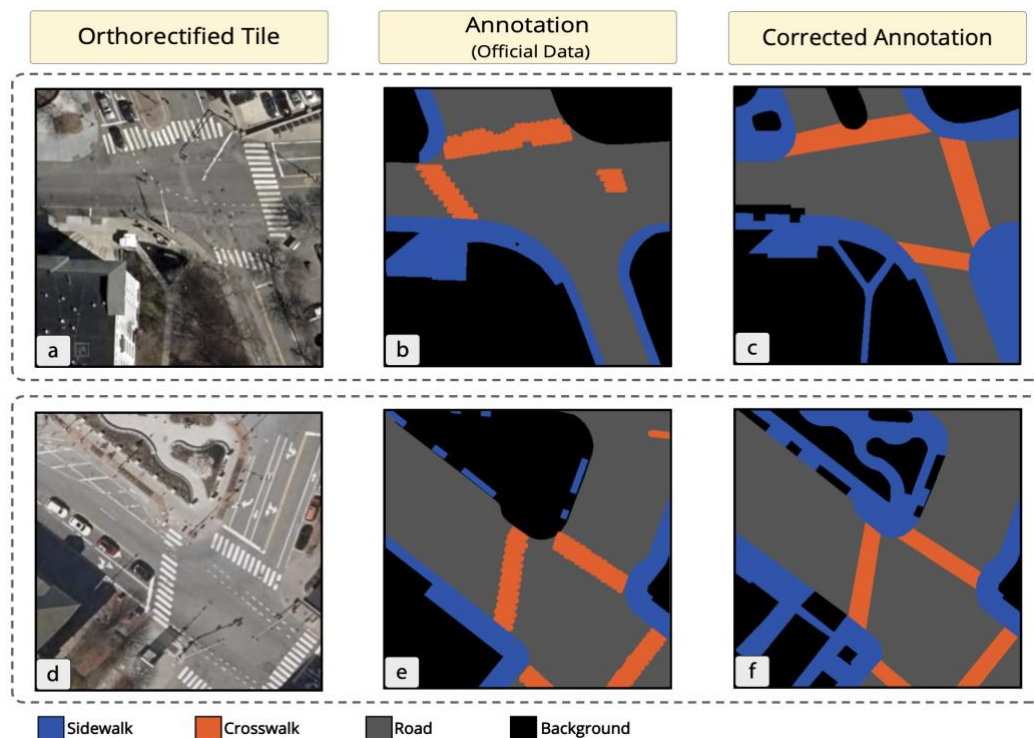 Orthorectified Tile
Annotation
(Official Data)
Corrected Annotation
a
b
c
d
e
f
Sidewalk
Crosswalk
Road
Background